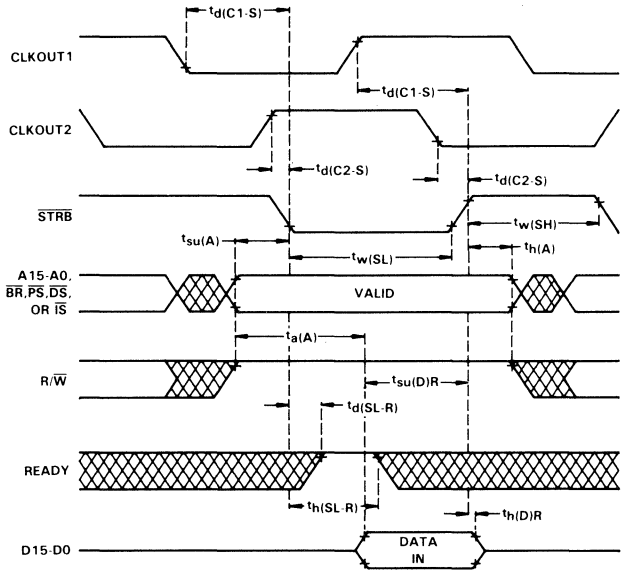 td(C1-S)
CLKOUT1
td(C1-S)
CLKOUT2
td(C2-S)
td(C2-S)
STRB
tw(SH)
tsu(A)
tw(SL)
th(A)
A15-A0,
BR,PS,DS,
OR IS
VALID
ta(A)
R/W
tsu(D)R
td(SL-R)
READY
th(SL-R)
th(D)R
D15-D0
DATA
IN